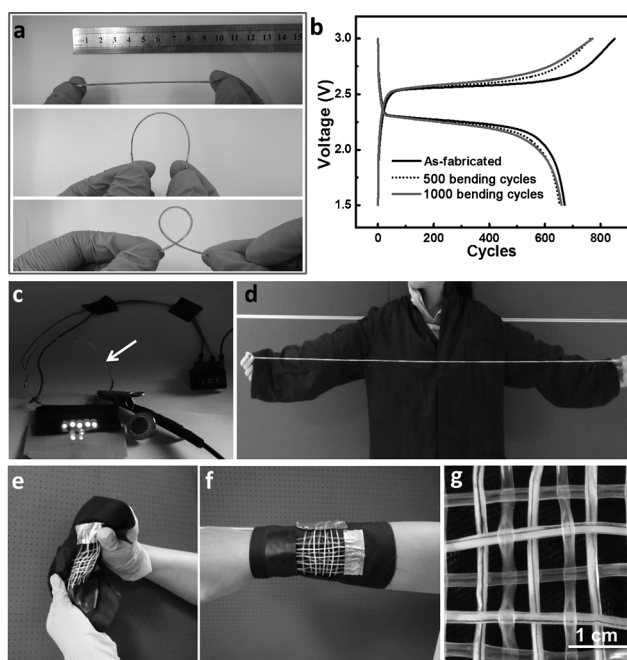 a
1 2 3 4 5 6 7 8 9 10 11 12 13 14 15
b
Voltage (V)
3.0
2.5
2.0
1.5
0 200 400 600 800
Cycles
As-fabricated
500 bending cycles
1000 bending cycles
c
d
e
f
g
1 cm